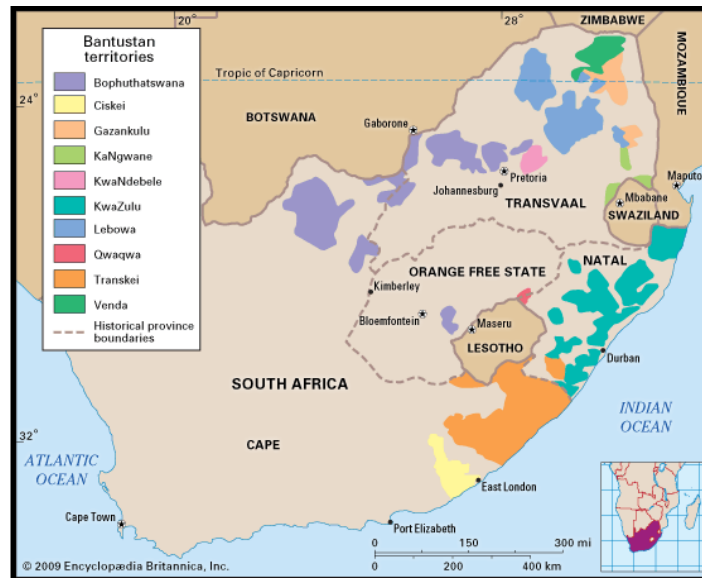 20°
28°
ZIMBABWE
MOZAMBIQUE
Bantustan
territories
Bophuthatswana
Ciskei
Gazankulu
KaNgwane
KwaNdebele
KwaZulu
Lebowa
Qwaqwa
Transkei
Venda
Historical province
boundaries
Tropic of Capricorn
24°
BOTSWANA
Gaborone
Pretoria
Johannesburg
TRANSVAAL
Maputo
Mbabane
SWAZILAND
ORANGE FREE STATE
NATAL
Kimberley
Bloemfontein
Maseru
LESOTHO
Durban
SOUTH AFRICA
INDIAN
OCEAN
32°
CAPE
ATLANTIC
OCEAN
East London
Cape Town
Port Elizabeth
0 150 300 mi
0 200 400 km
© 2009 Encyclopædia Britannica, Inc.